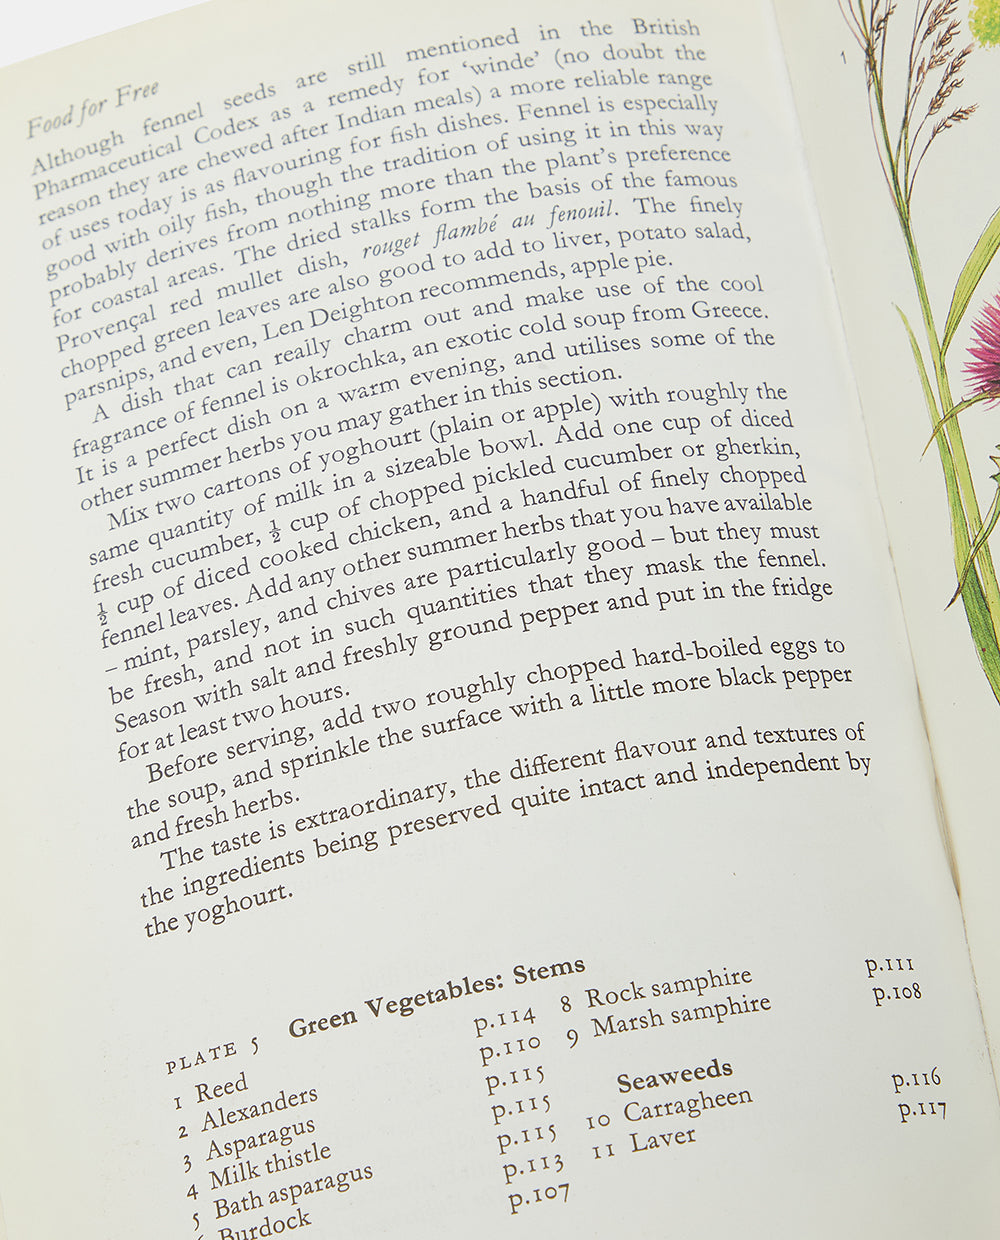 Food for Free
Although fennel seeds are still mentioned in the British
Pharmaceutical Codex as a remedy for ‘winde’ (no doubt the
reason they are chewed after Indian meals) a more reliable range
of uses today is as flavouring for fish dishes. Fennel is especially
good with oily fish, though the tradition of using it in this way
probably derives from nothing more than the plant’s preference
for coastal areas. The dried stalks form the basis of the famous
Provençal red mullet dish, rouget flambé au fenouil. The finely
chopped green leaves are also good to add to liver, potato salad,
parsnips, and even, Len Deighton recommends, apple pie.
A dish that can really charm out and make use of the cool
fragrance of fennel is okrochka, an exotic cold soup from Greece.
It is a perfect dish on a warm evening, and utilises some of the
other summer herbs you may gather in this section.
Mix two cartons of yoghourt (plain or apple) with roughly the
same quantity of milk in a sizeable bowl. Add one cup of diced
fresh cucumber, ½ cup of chopped pickled cucumber or gherkin,
½ cup of diced cooked chicken, and a handful of finely chopped
fennel leaves. Add any other summer herbs that you have available
– mint, parsley, and chives are particularly good – but they must
be fresh, and not in such quantities that they mask the fennel.
Season with salt and freshly ground pepper and put in the fridge
for at least two hours.
Before serving, add two roughly chopped hard-boiled eggs to
the soup, and sprinkle the surface with a little more black pepper
and fresh herbs.
The taste is extraordinary, the different flavour and textures of
the ingredients being preserved quite intact and independent by
the yoghourt.
Green Vegetables: Stems
PLATE 5
1 Reed p.114
2 Alexanders p.110
3 Asparagus p.115
4 Milk thistle p.115
5 Bath asparagus p.115
6 Burdock p.113
p.107
8 Rock samphire p.111
9 Marsh samphire p.108
Seaweeds
10 Carragheen p.116
11 Laver p.117
1